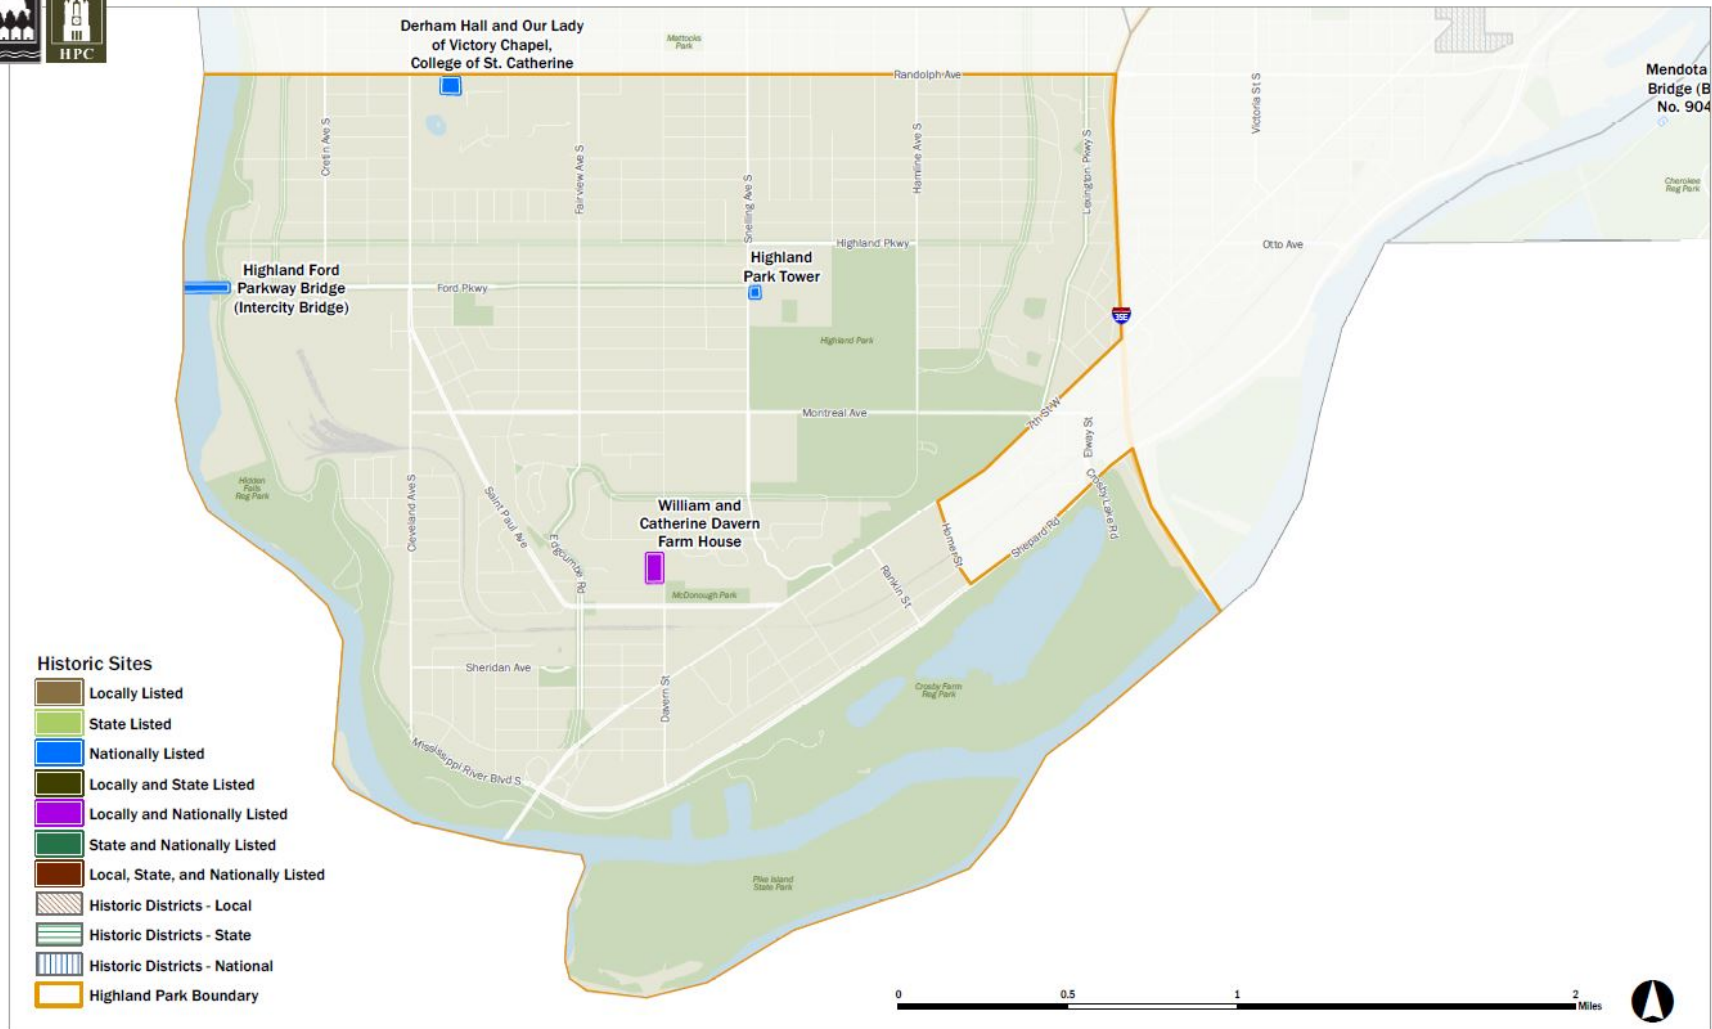 HPC
Derham Hall and Our Lady
of Victory Chapel,
College of St. Catherine
Mattocks
Park
Randolph Ave
Mendota
Bridge (B
No. 904
Cretin Ave S
Fairview Ave S
Snelling Ave S
Hamline Ave S
Lexington Pkwy S
Victoria St S
Cherokee
Reg Park
Highland Pkwy
Otto Ave
Highland
Park Tower
Highland Ford
Parkway Bridge
(Intercity Bridge)
Ford Pkwy
35E
Highland Park
Montreal Ave
7th St W
Elway St
Hidden
Falls
Reg Park
Cleveland Ave S
Saint Paul Ave
Edgcumbe Rd
William and
Catherine Davern
Farm House
Crosby Lake Rd
Shepard Rd
Homer St
Rankin St
McDonough Park
Sheridan Ave
Davern St
Crosby Farm
Reg Park
Mississippi River Blvd S
Pike Island
State Park
Historic Sites
Locally Listed
State Listed
Nationally Listed
Locally and State Listed
Locally and Nationally Listed
State and Nationally Listed
Local, State, and Nationally Listed
Historic Districts - Local
Historic Districts - State
Historic Districts - National
Highland Park Boundary
0 0.5 1 2
Miles